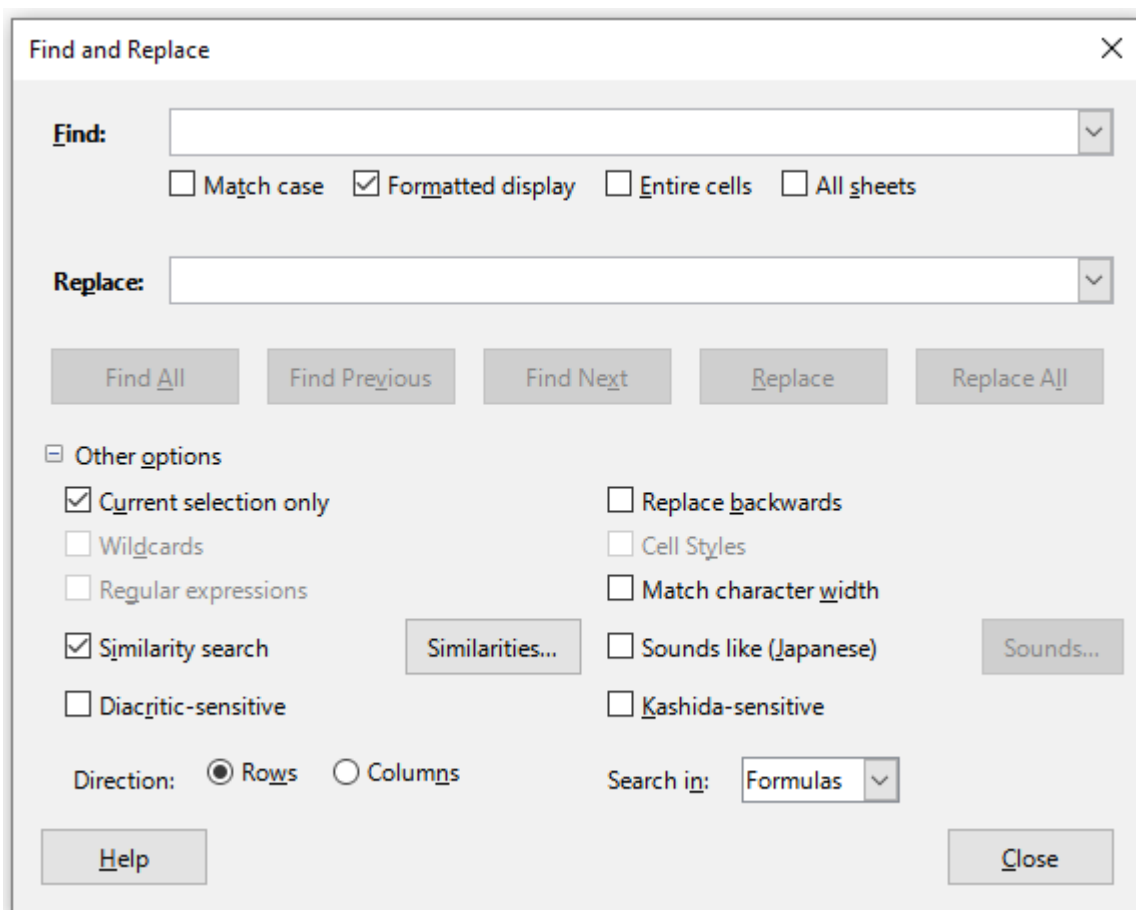 Find and Replace
Find:
Match case Formatted display Entire cells All sheets
Replace:
Find All Find Previous Find Next Replace Replace All
Other options
Current selection only Replace backwards
Wildcards Cell Styles
Regular expressions Match character width
Similarity search Similarities... Sounds like (Japanese) Sounds...
Diacritic-sensitive Kashida-sensitive
Direction: Rows Columns Search in: Formulas
Help Close